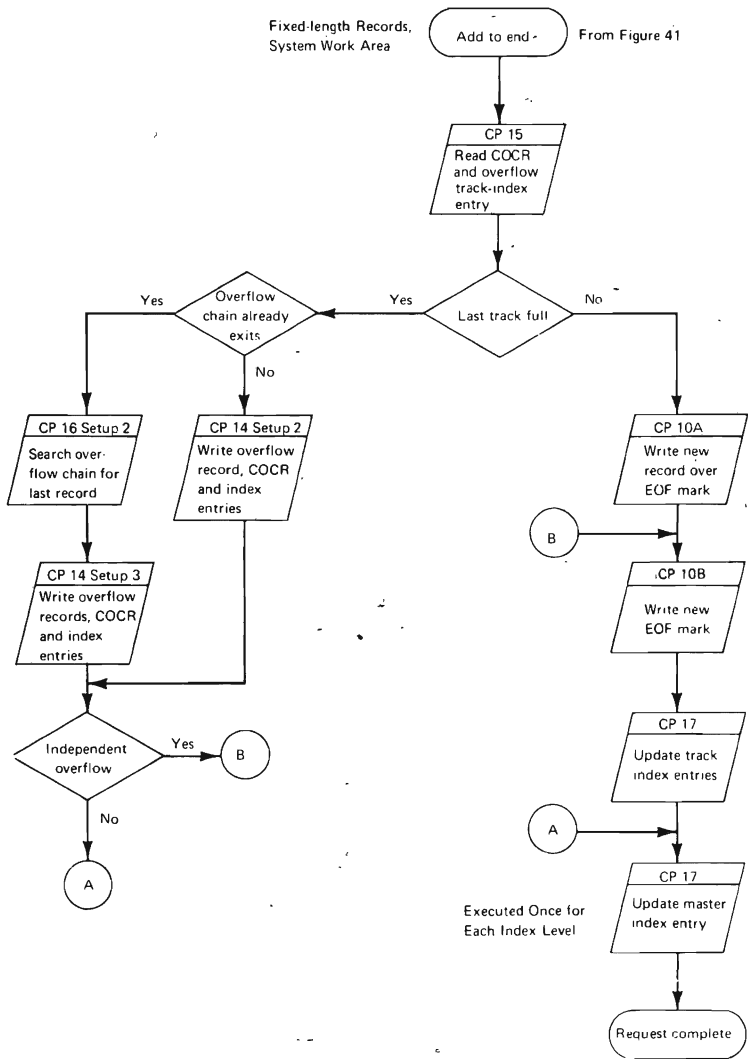 Fixed-length Records,
System Work Area
Add to end
From Figure 41
CP 15
Read COCR
and overflow
track-index
entry
Yes
Overflow
chain already
exits
Yes
Last track full
No
No
CP 16 Setup 2
Search over-
flow chain for
last record
CP 14 Setup 2
Write overflow
record, COCR
and index
entries
CP 10A
Write new
record over
EOF mark
B
CP 14 Setup 3
Write overflow
records, COCR
and index
entries
CP 10B
Write new
EOF mark
Independent
overflow
Yes
B
No
A
CP 17
Update track
index entries
A
Executed Once for
Each Index Level
CP 17
Update master
index entry
Request complete